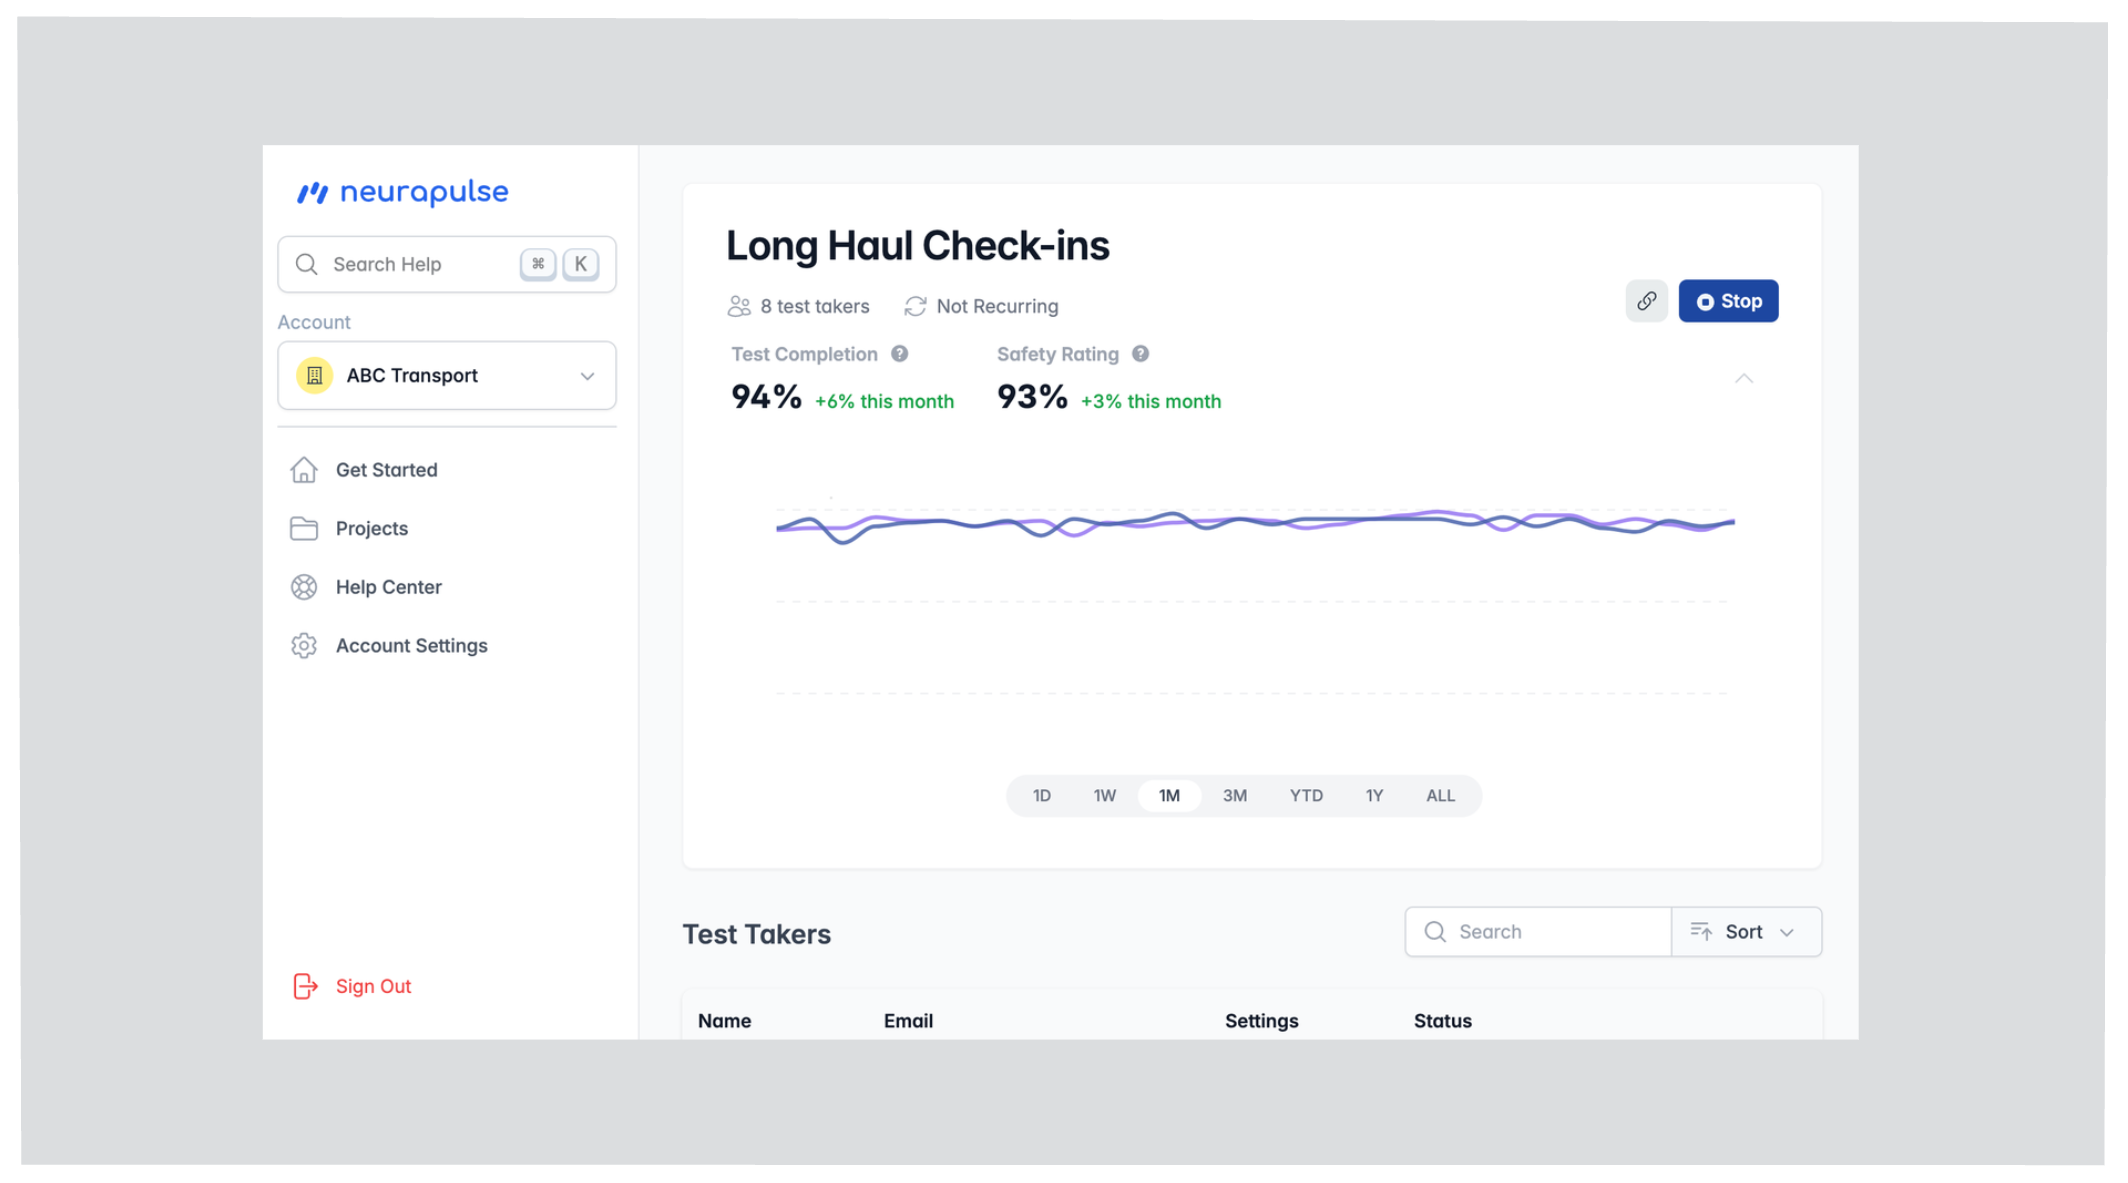 neurapulse
Search Help ⌘ K
Account
ABC Transport
Get Started
Projects
Help Center
Account Settings
Sign Out
Long Haul Check-ins
8 test takers Not Recurring
Stop
Test Completion ? Safety Rating ?
94% +6% this month 93% +3% this month
1D 1W 1M 3M YTD 1Y ALL
Test Takers
Search Sort
Name Email Settings Status